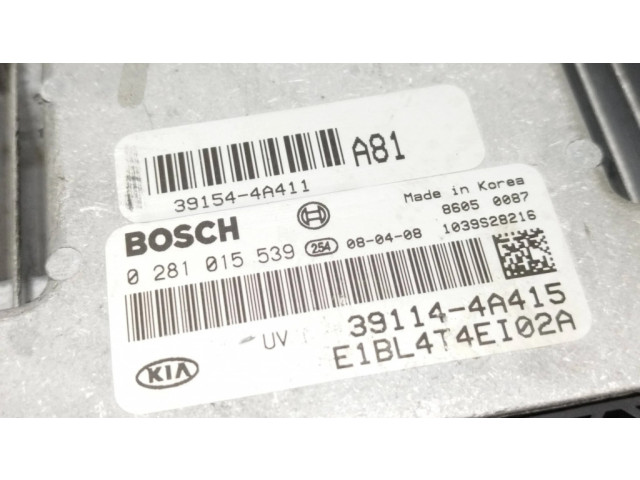 A81
39154-4A411
BOSCH
Made in Korea
8605 0087
0 281 015 539 254 08-04-08 1039S28216
UV
39114-4A415
E1BL4T4EI02A
KIA